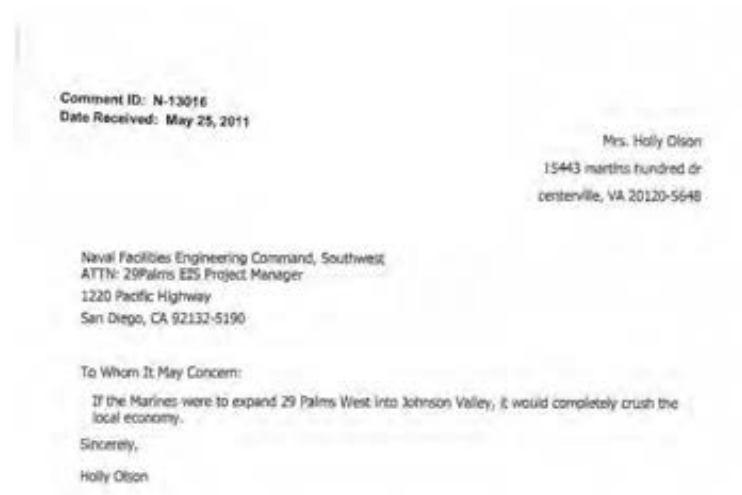 Comment ID: N-13016
Date Received: May 25, 2011
Mrs. Holly Olson
15443 martins hundred dr
centerville, VA 20120-5648
Naval Facilities Engineering Command, Southwest
ATTN: 29Palms EIS Project Manager
1220 Pacific Highway
San Diego, CA 92132-5190
To Whom It May Concern:
If the Marines were to expand 29 Palms West into Johnson Valley, it would completely crush the
local economy.
Sincerely,
Holly Olson